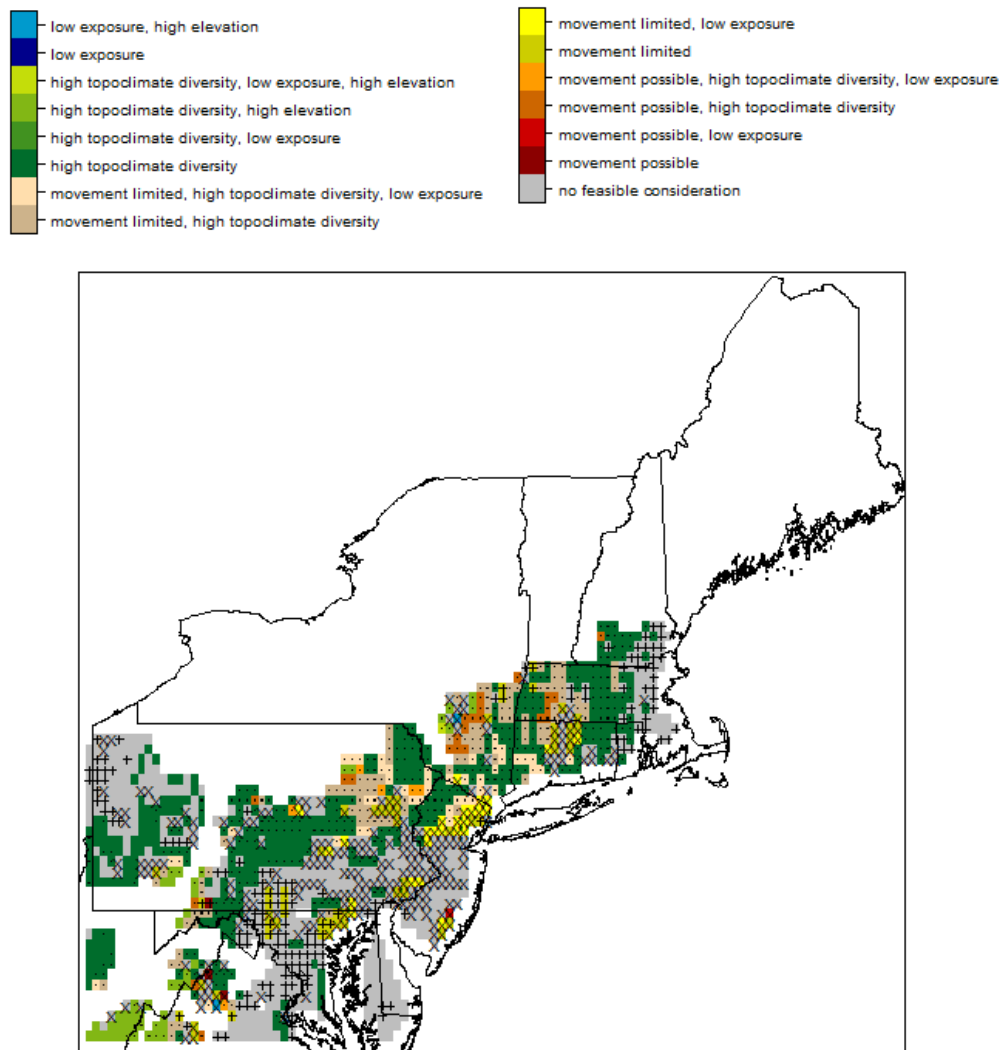 low exposure, high elevation
low exposure
high topoclimate diversity, low exposure, high elevation
high topoclimate diversity, high elevation
high topoclimate diversity, low exposure
high topoclimate diversity
movement limited, high topoclimate diversity, low exposure
movement limited, high topoclimate diversity
movement limited, low exposure
movement limited
movement possible, high topoclimate diversity, low exposure
movement possible, high topoclimate diversity
movement possible, low exposure
movement possible
no feasible consideration